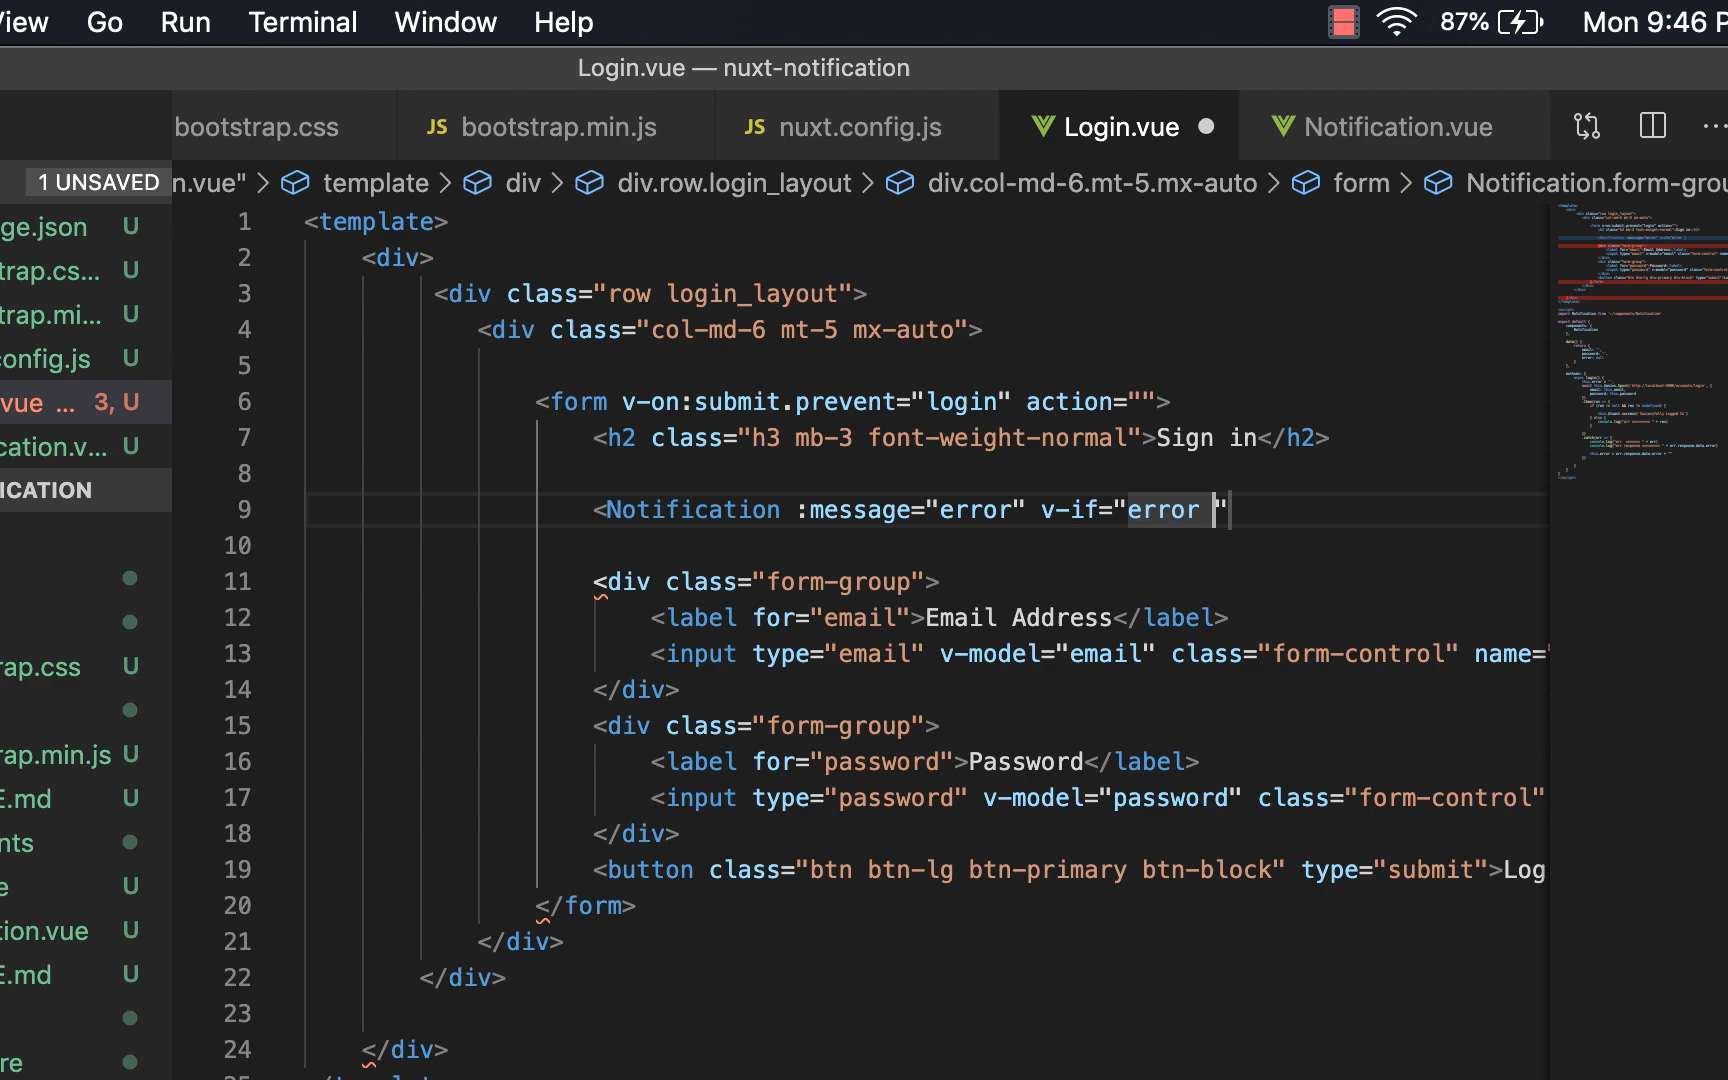 View Go Run Terminal Window Help 87% Mon 9:46 P
Login.vue — nuxt-notification
bootstrap.css JS bootstrap.min.js JS nuxt.config.js Login.vue Notification.vue ...
1 UNSAVED n.vue" > template > div > div.row.login_layout > div.col-md-6.mt-5.mx-auto > form > Notification.form-grou
ge.json U
trap.cs... U
trap.mi... U
config.js U
vue ... 3, U
cation.v... U
ICATION
rap.css U
rap.min.js U
E.md U
nts
e U
tion.vue U
E.md U
re
1 <template>
2 <div>
3 <div class="row login_layout">
4 <div class="col-md-6 mt-5 mx-auto">
5
6 <form v-on:submit.prevent="login" action="">
7 <h2 class="h3 mb-3 font-weight-normal">Sign in</h2>
8
9 <Notification :message="error" v-if="error "
10
11 <div class="form-group">
12 <label for="email">Email Address</label>
13 <input type="email" v-model="email" class="form-control" name="
14 </div>
15 <div class="form-group">
16 <label for="password">Password</label>
17 <input type="password" v-model="password" class="form-control"
18 </div>
19 <button class="btn btn-lg btn-primary btn-block" type="submit">Log
20 </form>
21 </div>
22 </div>
23
24 </div>